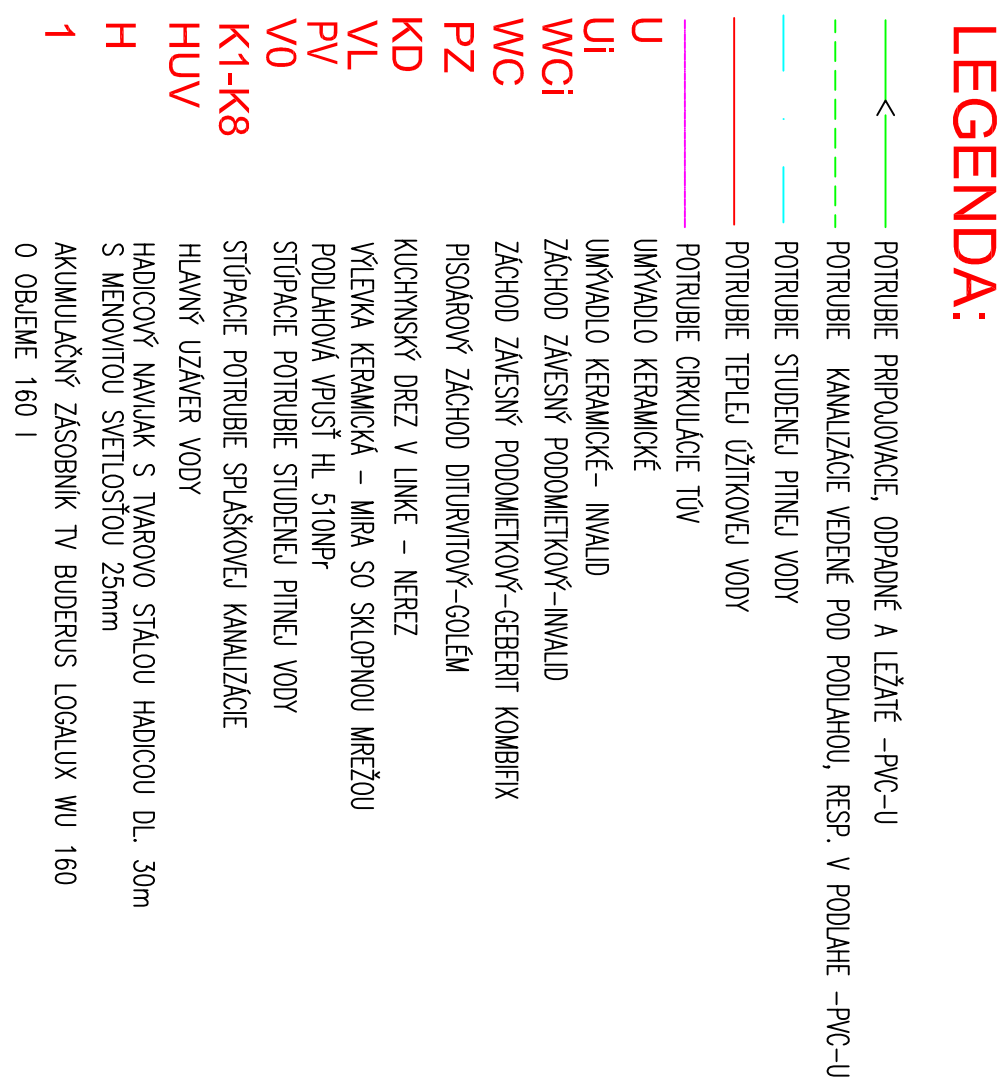 LEGENDA:
POTRUBIE PRIPOJOVACIE, ODPADNÉ A LEŽATÉ -PVC-U
POTRUBIE KANALIZÁCIE VEDENÉ POD PODLAHOU, RESP. V PODLAHE -PVC-U
POTRUBIE STUDENEJ PITNEJ VODY
POTRUBIE TEPLEJ ÚŽITKOVEJ VODY
POTRUBIE CIRKULÁCIE TÚV
U UMÝVADLO KERAMICKÉ
Ui UMÝVADLO KERAMICKÉ- INVALID
WCi ZÁCHOD ZÁVESNÝ PODOMIETKOVÝ-INVALID
WC ZÁCHOD ZÁVESNÝ PODOMIETKOVÝ-GEBERIT KOMBIFIX
PZ PISOÁROVÝ ZÁCHOD DITURVITOVÝ-GOLÉM
KD KUCHYNSKÝ DREZ V LINKE - NEREZ
VL VÝLEVKA KERAMICKÁ - MIRA SO SKLOPNOU MREŽOU
PV PODLAHOVÁ VPUSŤ HL 510NPr
V0 STÚPACIE POTRUBIE STUDENEJ PITNEJ VODY
K1-K8 STÚPACIE POTRUBIE SPLAŠKOVEJ KANALIZÁCIE
HUV HLAVNÝ UZÁVER VODY
H HADICOVÝ NAVIJAK S TVAROVO STÁLOU HADICOU DL. 30m
S MENOVITOU SVETLOSŤOU 25mm
1 AKUMULAČNÝ ZÁSOBNÍK TV BUDERUS LOGALUX WU 160
O OBJEME 160 l